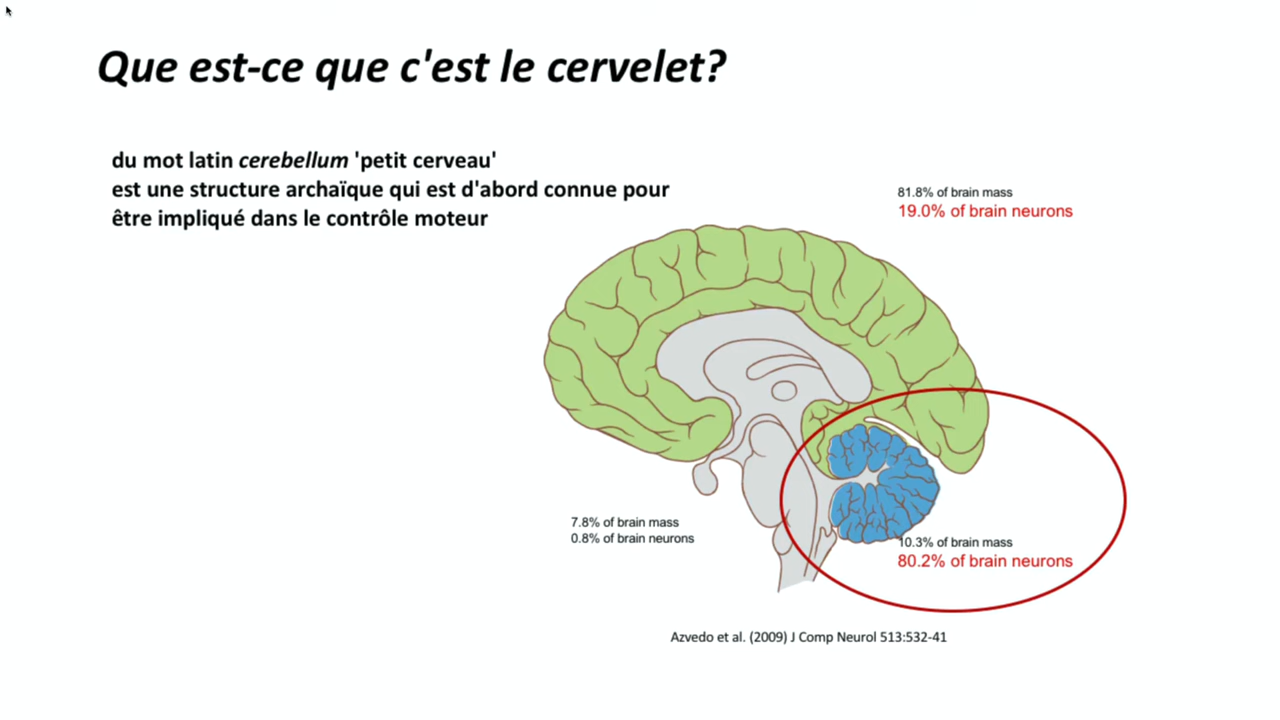 Que est-ce que c'est le cervelet?
du mot latin cerebellum 'petit cerveau'
est une structure archaïque qui est d'abord connue pour
être impliqué dans le contrôle moteur
81.8% of brain mass
19.0% of brain neurons
7.8% of brain mass
0.8% of brain neurons
10.3% of brain mass
80.2% of brain neurons
Azvedo et al. (2009) J Comp Neurol 513:532-41